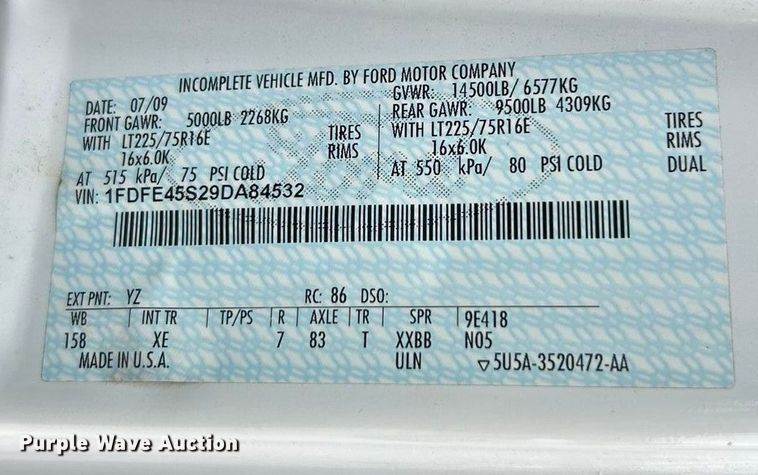 INCOMPLETE VEHICLE MFD. BY FORD MOTOR COMPANY
DATE: 07/09 GVWR: 14500LB/ 6577KG
FRONT GAWR: 5000LB 2268KG REAR GAWR: 9500LB 4309KG
WITH LT225/75R16E TIRES WITH LT225/75R16E TIRES
16x6.0K RIMS 16x6.0K RIMS
AT 515 kPa/ 75 PSI COLD AT 550 kPa/ 80 PSI COLD DUAL
VIN: 1FDFE45S29DA84532
EXT PNT: YZ RC: 86 DSO:
WB | INT TR | TP/PS | R | AXLE | TR | SPR | 9E418
158 XE 7 83 T XXBB N05
MADE IN U.S.A. ULN ▽5U5A-3520472-AA
Purple Wave Auction